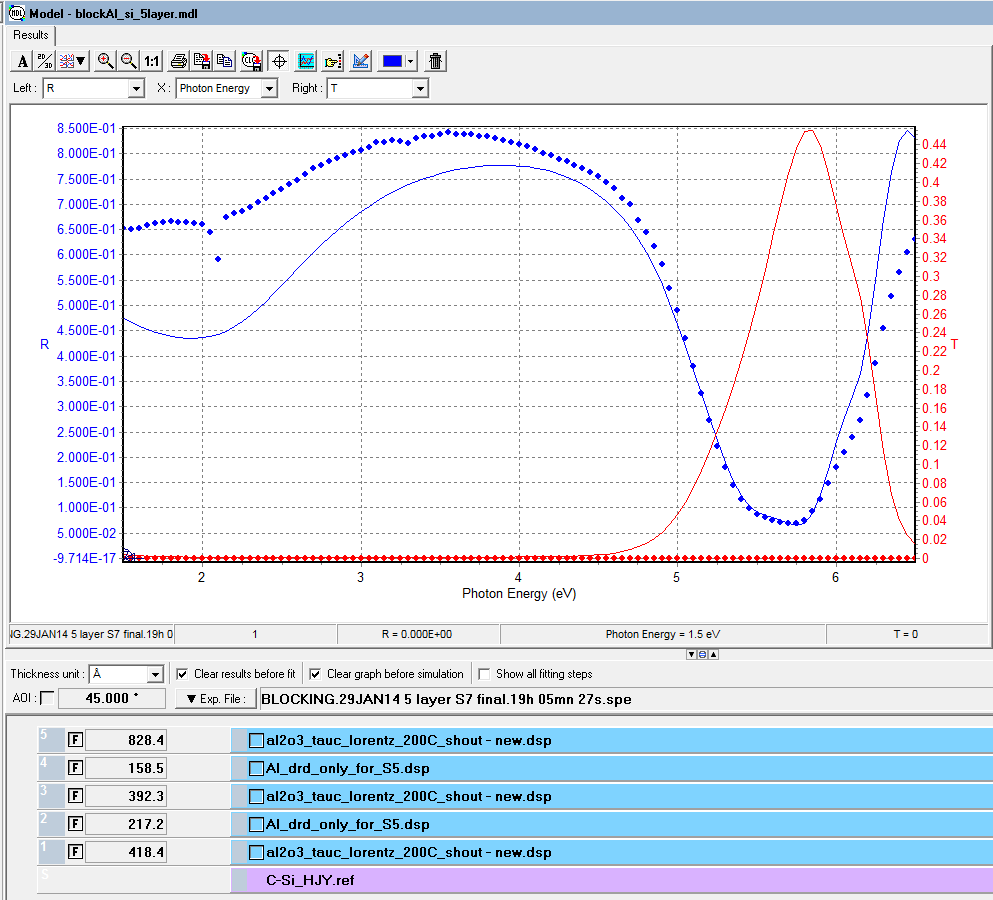 Model - blockAl_si_5layer.mdl
Results
A 2D/3D 1:1
Left : R X : Photon Energy Right : T
8.500E-01
8.000E-01
7.500E-01
7.000E-01
6.500E-01
6.000E-01
5.500E-01
5.000E-01
4.500E-01
R
4.000E-01
3.500E-01
3.000E-01
2.500E-01
2.000E-01
1.500E-01
1.000E-01
5.000E-02
-9.714E-17
0.44
0.42
0.4
0.38
0.36
0.34
0.32
0.3
0.28
0.26
0.24
0.22
T
0.2
0.18
0.16
0.14
0.12
0.1
0.08
0.06
0.04
0.02
0
2 3 4 5 6
Photon Energy (eV)
NG.29JAN14 5 layer S7 final.19h 0 1 R = 0.000E+00 Photon Energy = 1.5 eV T = 0
Thickness unit : Å Clear results before fit Clear graph before simulation Show all fitting steps
AOI : 45.000 ° ▼ Exp. File : BLOCKING.29JAN14 5 layer S7 final.19h 05mn 27s.spe
5 F 828.4 al2o3_tauc_lorentz_200C_shout - new.dsp
4 F 158.5 Al_drd_only_for_S5.dsp
3 F 392.3 al2o3_tauc_lorentz_200C_shout - new.dsp
2 F 217.2 Al_drd_only_for_S5.dsp
1 F 418.4 al2o3_tauc_lorentz_200C_shout - new.dsp
S C-Si_HJY.ref